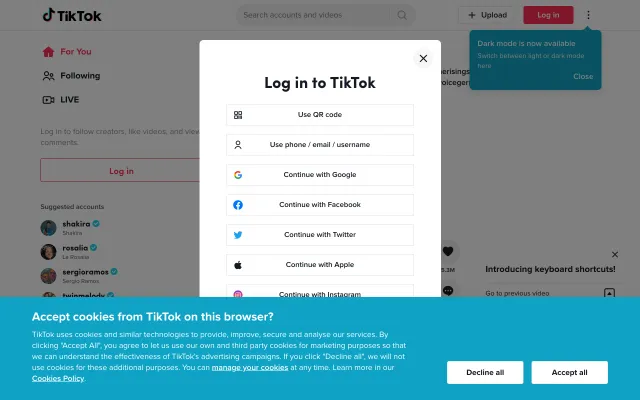 TikTok
Search accounts and videos
Upload
Log in
Dark mode is now available
Switch between light or dark mode
here
Close
For You
Following
LIVE
Log in to follow creators, like videos, and view
comments.
Log in
Suggested accounts
shakira
Shakira
rosalia
La Rosalia
sergioramos
Sergio Ramos
twinmelody
Log in to TikTok
Use QR code
Use phone / email / username
Continue with Google
Continue with Facebook
Continue with Twitter
Continue with Apple
Continue with Instagram
Introducing keyboard shortcuts!
Go to previous video
Accept cookies from TikTok on this browser?
TikTok uses cookies and similar technologies to provide, improve, secure and analyse our services. By
clicking "Accept All", you agree to let us use our own and third party cookies for marketing purposes so that
we can understand the effectiveness of TikTok's advertising campaigns. If you click "Decline all", we will not
use cookies for these additional purposes. You can manage your cookies at any time. Learn more in our
Cookies Policy.
Decline all
Accept all